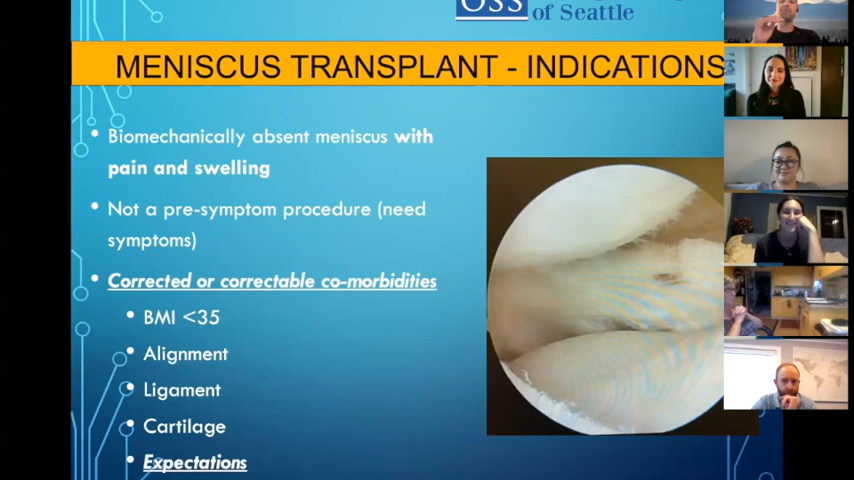 OSS
of Seattle
MENISCUS TRANSPLANT - INDICATIONS
Biomechanically absent meniscus with
pain and swelling
Not a pre-symptom procedure (need
symptoms)
Corrected or correctable co-morbidities
BMI <35
Alignment
Ligament
Cartilage
Expectations